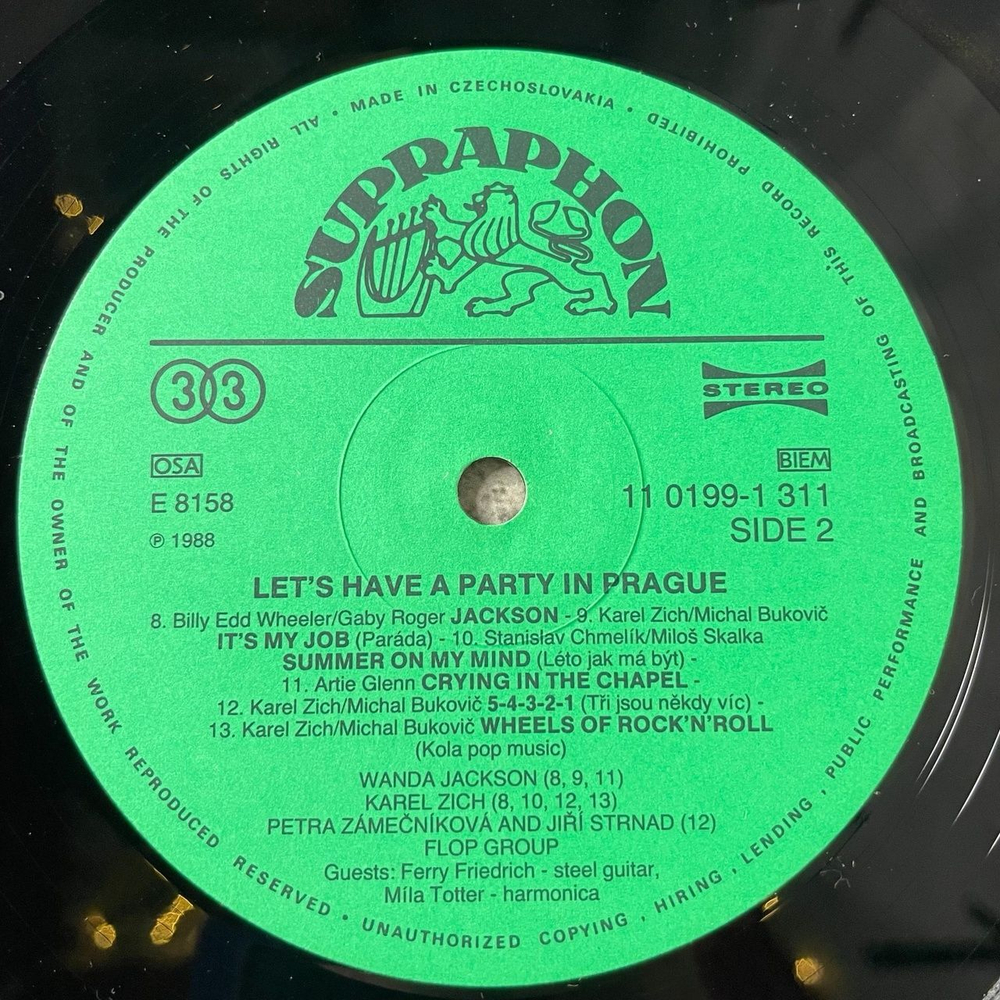 • MADE IN CZECHOSLOVAKIA •
ALL RIGHTS OF THE PRODUCER AND OF THE OWNER OF THE WORK REPRODUCED RESERVED • UNAUTHORIZED COPYING , HIRING , LENDING , PUBLIC PERFORMANCE AND BROADCASTING OF THIS RECORD PROHIBITED
SUPRAPHON
33
STEREO
OSA
BIEM
E 8158
11 0199-1 311
℗ 1988
SIDE 2
LET'S HAVE A PARTY IN PRAGUE
8. Billy Edd Wheeler/Gaby Roger JACKSON - 9. Karel Zich/Michal Bukovič
IT'S MY JOB (Paráda) - 10. Stanislav Chmelík/Miloš Skalka
SUMMER ON MY MIND (Léto jak má být) -
11. Artie Glenn CRYING IN THE CHAPEL -
12. Karel Zich/Michal Bukovič 5-4-3-2-1 (Tři jsou někdy víc) -
13. Karel Zich/Michal Bukovič WHEELS OF ROCK'N'ROLL
(Kola pop music)
WANDA JACKSON (8, 9, 11)
KAREL ZICH (8, 10, 12, 13)
PETRA ZÁMEČNÍKOVÁ AND JIŘÍ STRNAD (12)
FLOP GROUP
Guests: Ferry Friedrich - steel guitar,
Míla Totter - harmonica